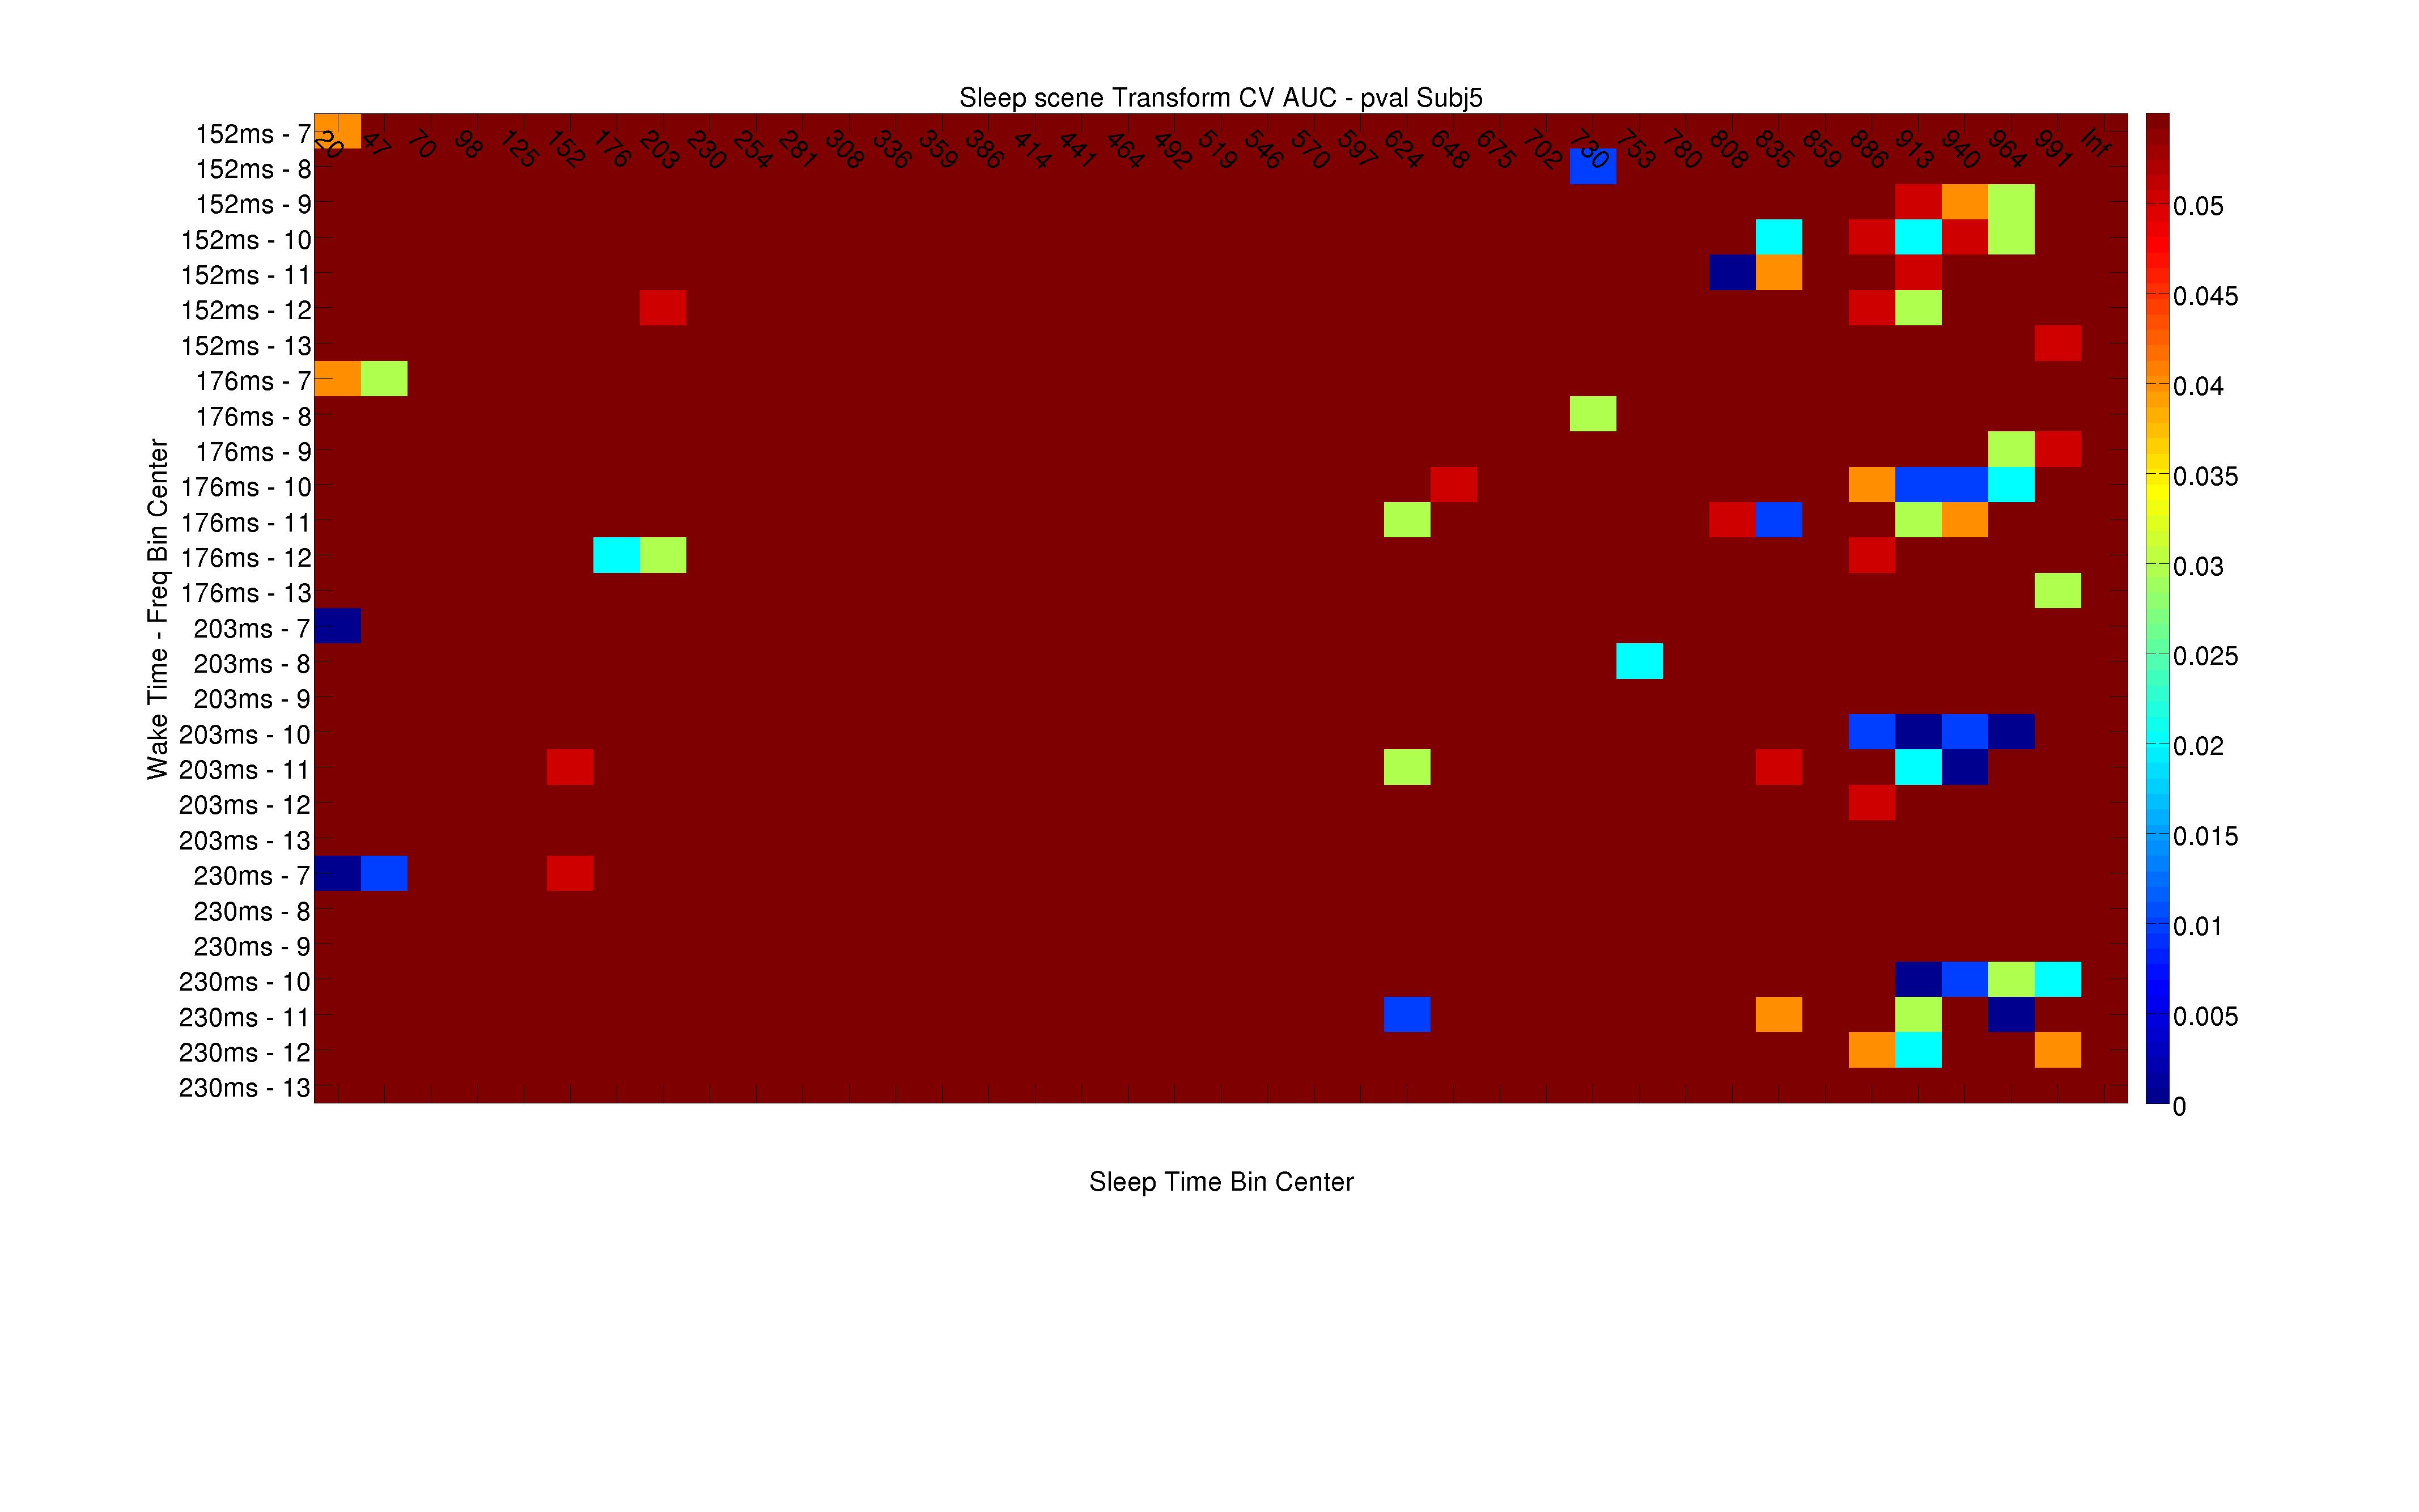 Sleep scene Transform CV AUC - pval Subj5
20 47 70 98 125 152 176 203 230 254 281 308 336 359 386 414 441 464 492 519 546 570 597 624 648 675 702 730 753 780 808 835 859 886 913 940 964 991 Inf
152ms - 7
152ms - 8
152ms - 9
152ms - 10
152ms - 11
152ms - 12
152ms - 13
176ms - 7
176ms - 8
176ms - 9
176ms - 10
176ms - 11
176ms - 12
176ms - 13
203ms - 7
203ms - 8
203ms - 9
203ms - 10
203ms - 11
203ms - 12
203ms - 13
230ms - 7
230ms - 8
230ms - 9
230ms - 10
230ms - 11
230ms - 12
230ms - 13
Wake Time - Freq Bin Center
0.05
0.045
0.04
0.035
0.03
0.025
0.02
0.015
0.01
0.005
0
Sleep Time Bin Center